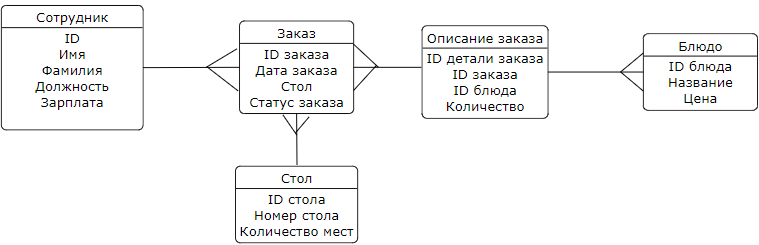 Сотрудник
ID
Имя
Фамилия
Должность
Зарплата
Заказ
ID заказа
Дата заказа
Стол
Статус заказа
Описание заказа
ID детали заказа
ID заказа
ID блюда
Количество
Блюдо
ID блюда
Название
Цена
Стол
ID стола
Номер стола
Количество мест